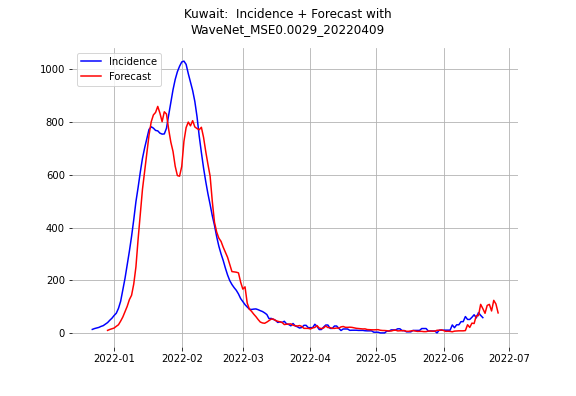 Kuwait:  Incidence + Forecast with
WaveNet_MSE0.0029_20220409
Incidence
Forecast
1000
800
600
400
200
0
2022-01 2022-02 2022-03 2022-04 2022-05 2022-06 2022-07